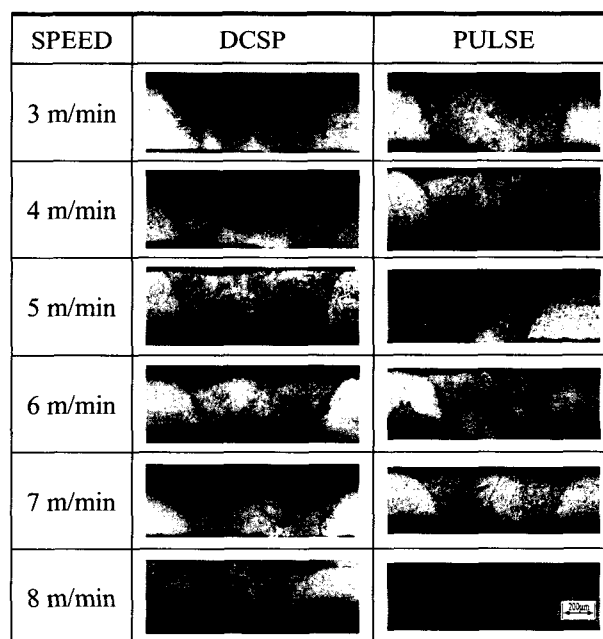 SPEED DCSP PULSE
3 m/min
4 m/min
5 m/min
6 m/min
7 m/min
8 m/min
200μm